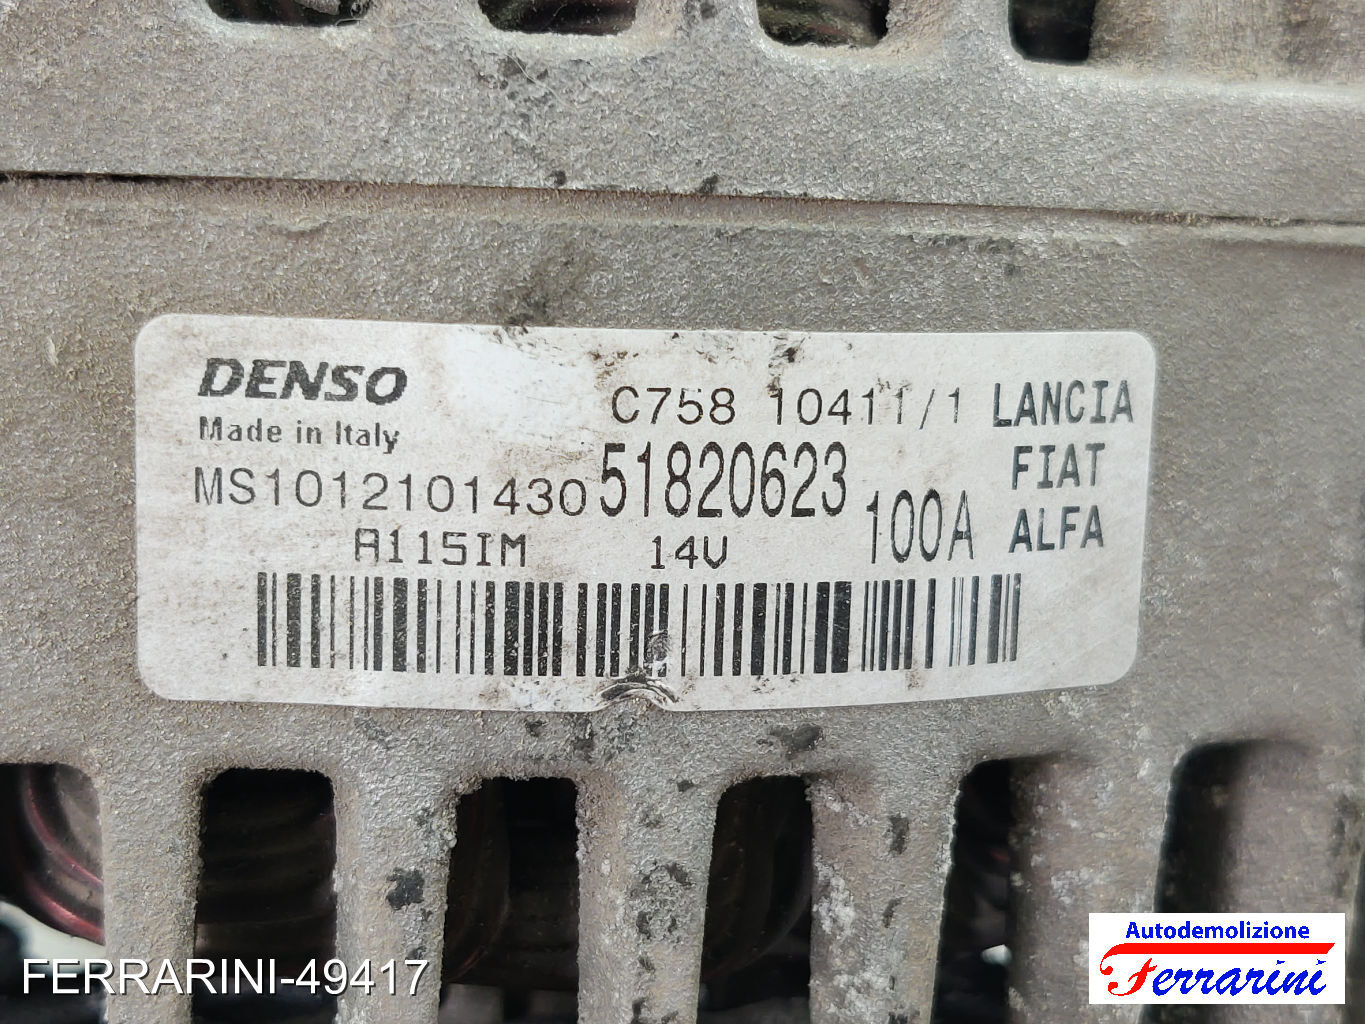 DENSO
Made in Italy
C758 10411/1
LANCIA
FIAT
ALFA
MS1012101430
51820623
100A
A115IM
14V
FERRARINI-49417
Autodemolizione
Ferrarini